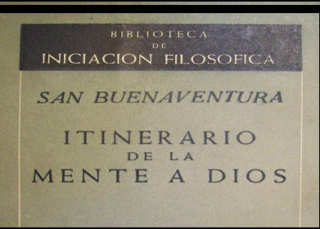 BIBLIOTECA
DE
INICIACION FILOSOFICA
SAN BUENAVENTURA
ITINERARIO
DE LA
MENTE A DIOS